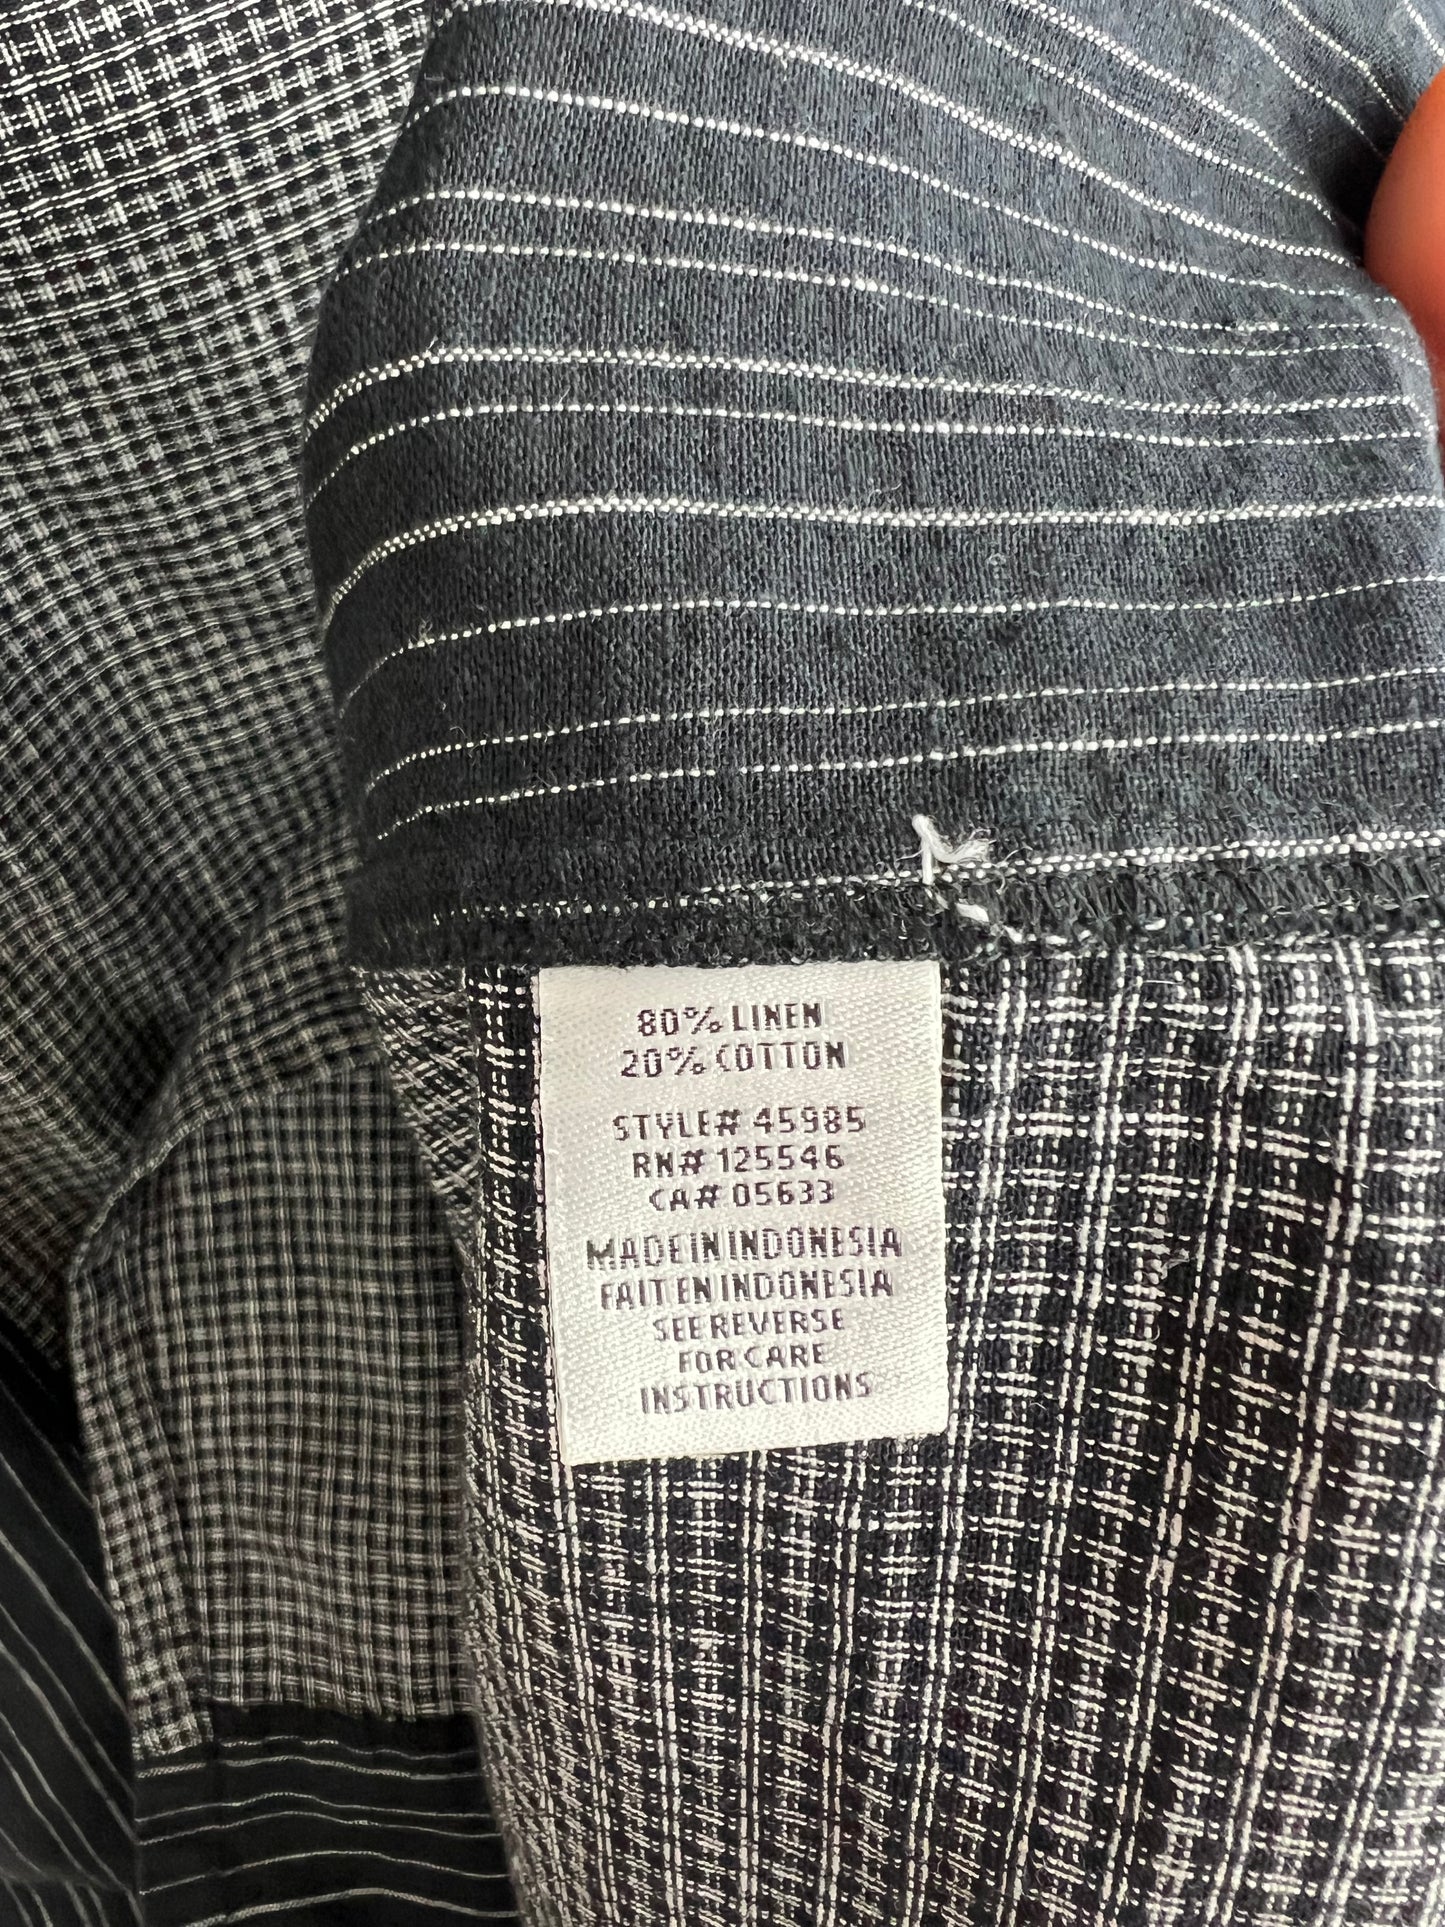 80% LINEN
20% COTTON
STYLE# 45985
RN# 125546
CA# 05633
MADE IN INDONESIA
FAIT EN INDONESIA
SEE REVERSE
FOR CARE
INSTRUCTIONS